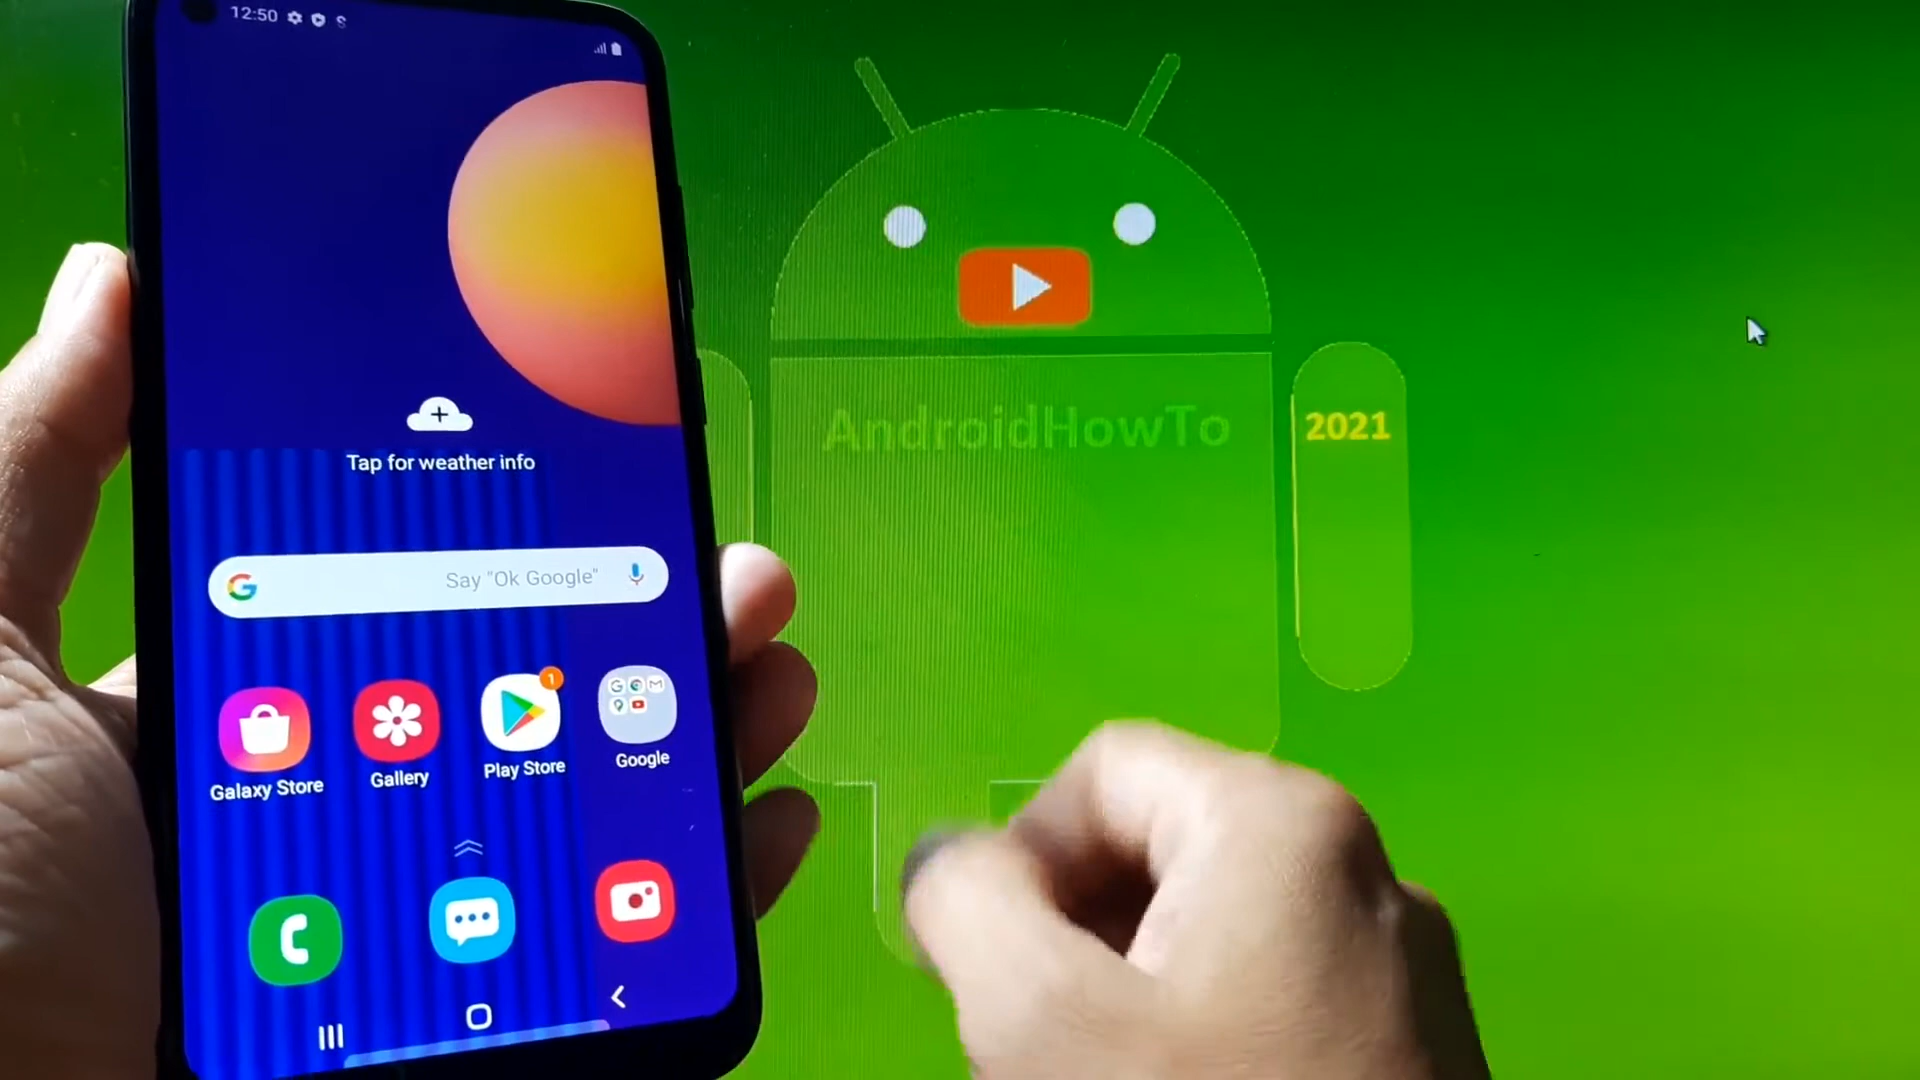 12:50
Tap for weather info
Say "Ok Google"
Galaxy Store
Gallery
Play Store
1
Google
AndroidHowTo
2021